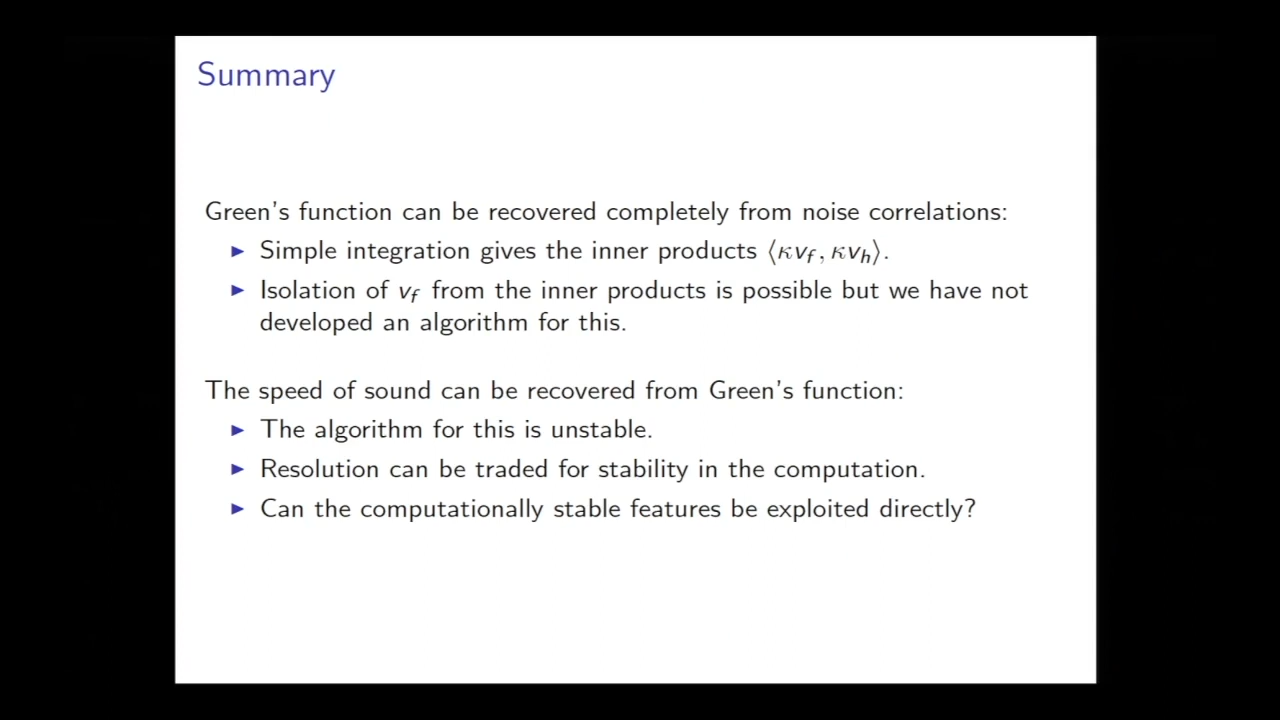 Summary
Green's function can be recovered completely from noise correlations:
▶ Simple integration gives the inner products ⟨κv_f, κv_h⟩.
▶ Isolation of v_f from the inner products is possible but we have not
developed an algorithm for this.
The speed of sound can be recovered from Green's function:
▶ The algorithm for this is unstable.
▶ Resolution can be traded for stability in the computation.
▶ Can the computationally stable features be exploited directly?